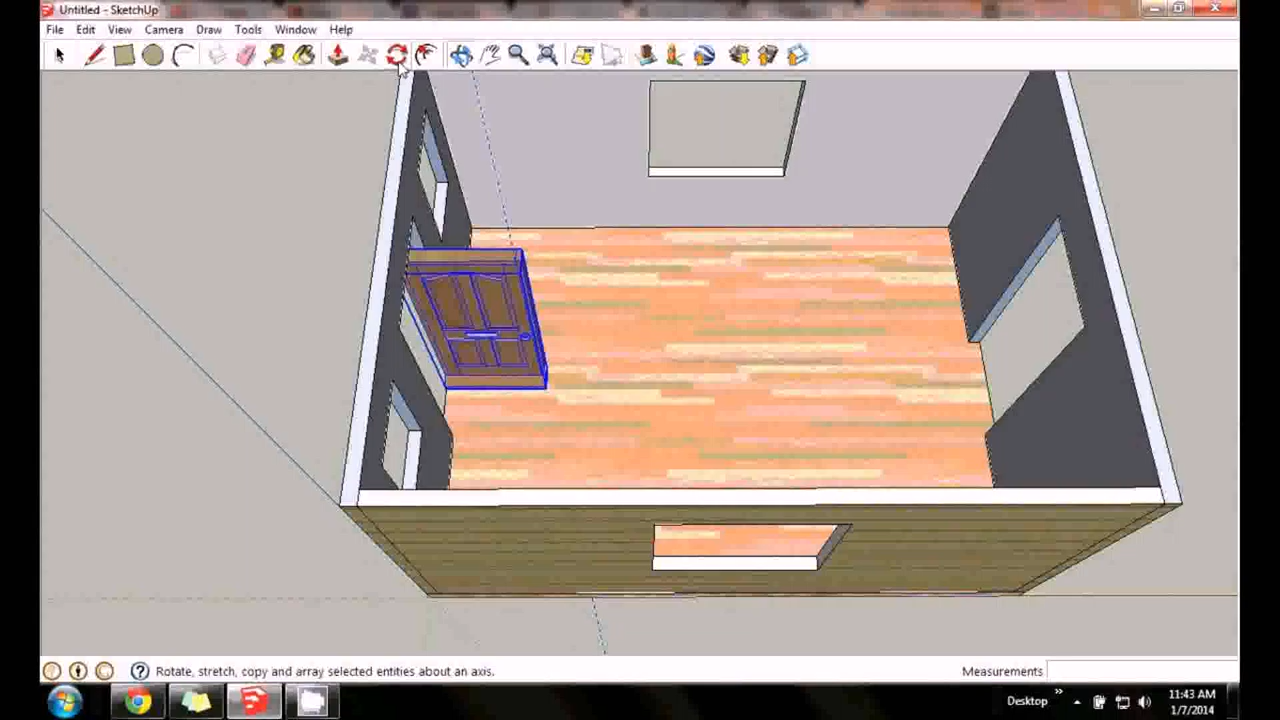 Untitled - SketchUp
File Edit View Camera Draw Tools Window Help
Rotate, stretch, copy and array selected entities about an axis.
Measurements
Desktop
11:43 AM
1/7/2014